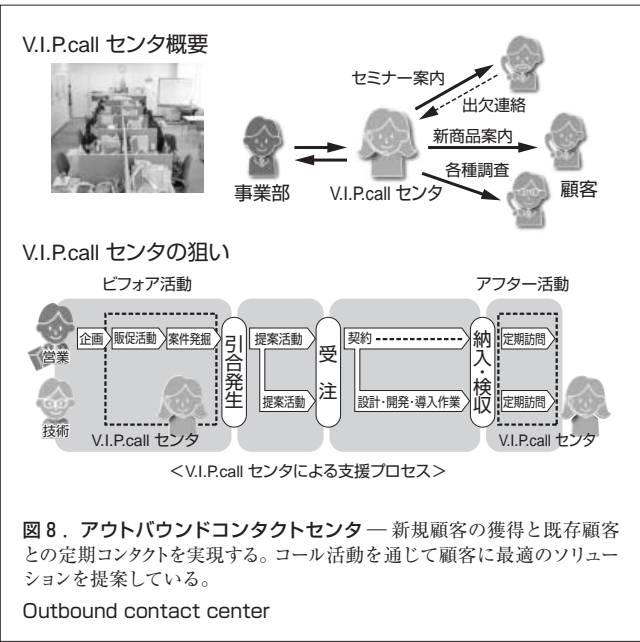 V.I.P.call センタ概要
セミナー案内
出欠連絡
新商品案内
各種調査
事業部
V.I.P.call センタ
顧客
V.I.P.call センタの狙い
ビフォア活動
アフター活動
営業
企画
販促活動
案件発掘
引合発生
提案活動
受注
契約
納入・検収
定期訪問
技術
提案活動
設計・開発・導入作業
定期訪問
V.I.P.call センタ
V.I.P.call センタ
＜V.I.P.call センタによる支援プロセス＞
図8．アウトバウンドコンタクトセンタ — 新規顧客の獲得と既存顧客
との定期コンタクトを実現する。コール活動を通じて顧客に最適のソリュー
ションを提案している。
Outbound contact center